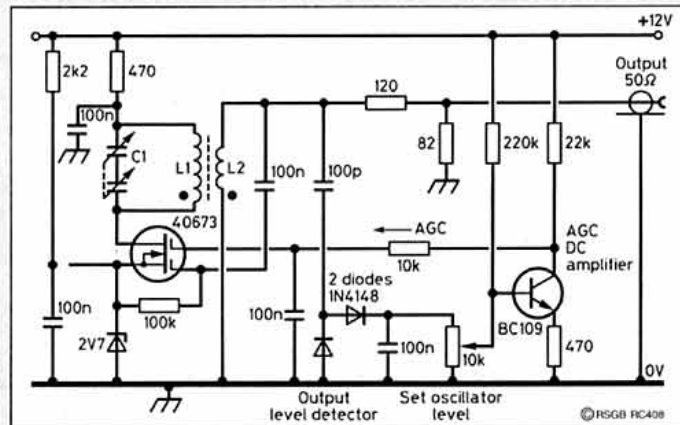 +12V
Output
50Ω
2k2
470
120
100n
C1
L1
L2
100n
100p
82
220k
22k
40673
AGC
AGC
DC
amplifier
10k
2 diodes
1N4148
100n
100k
100n
BC109
2V7
100n
10k
470
0V
Output
level detector
Set oscillator
level
©RSGB RC408